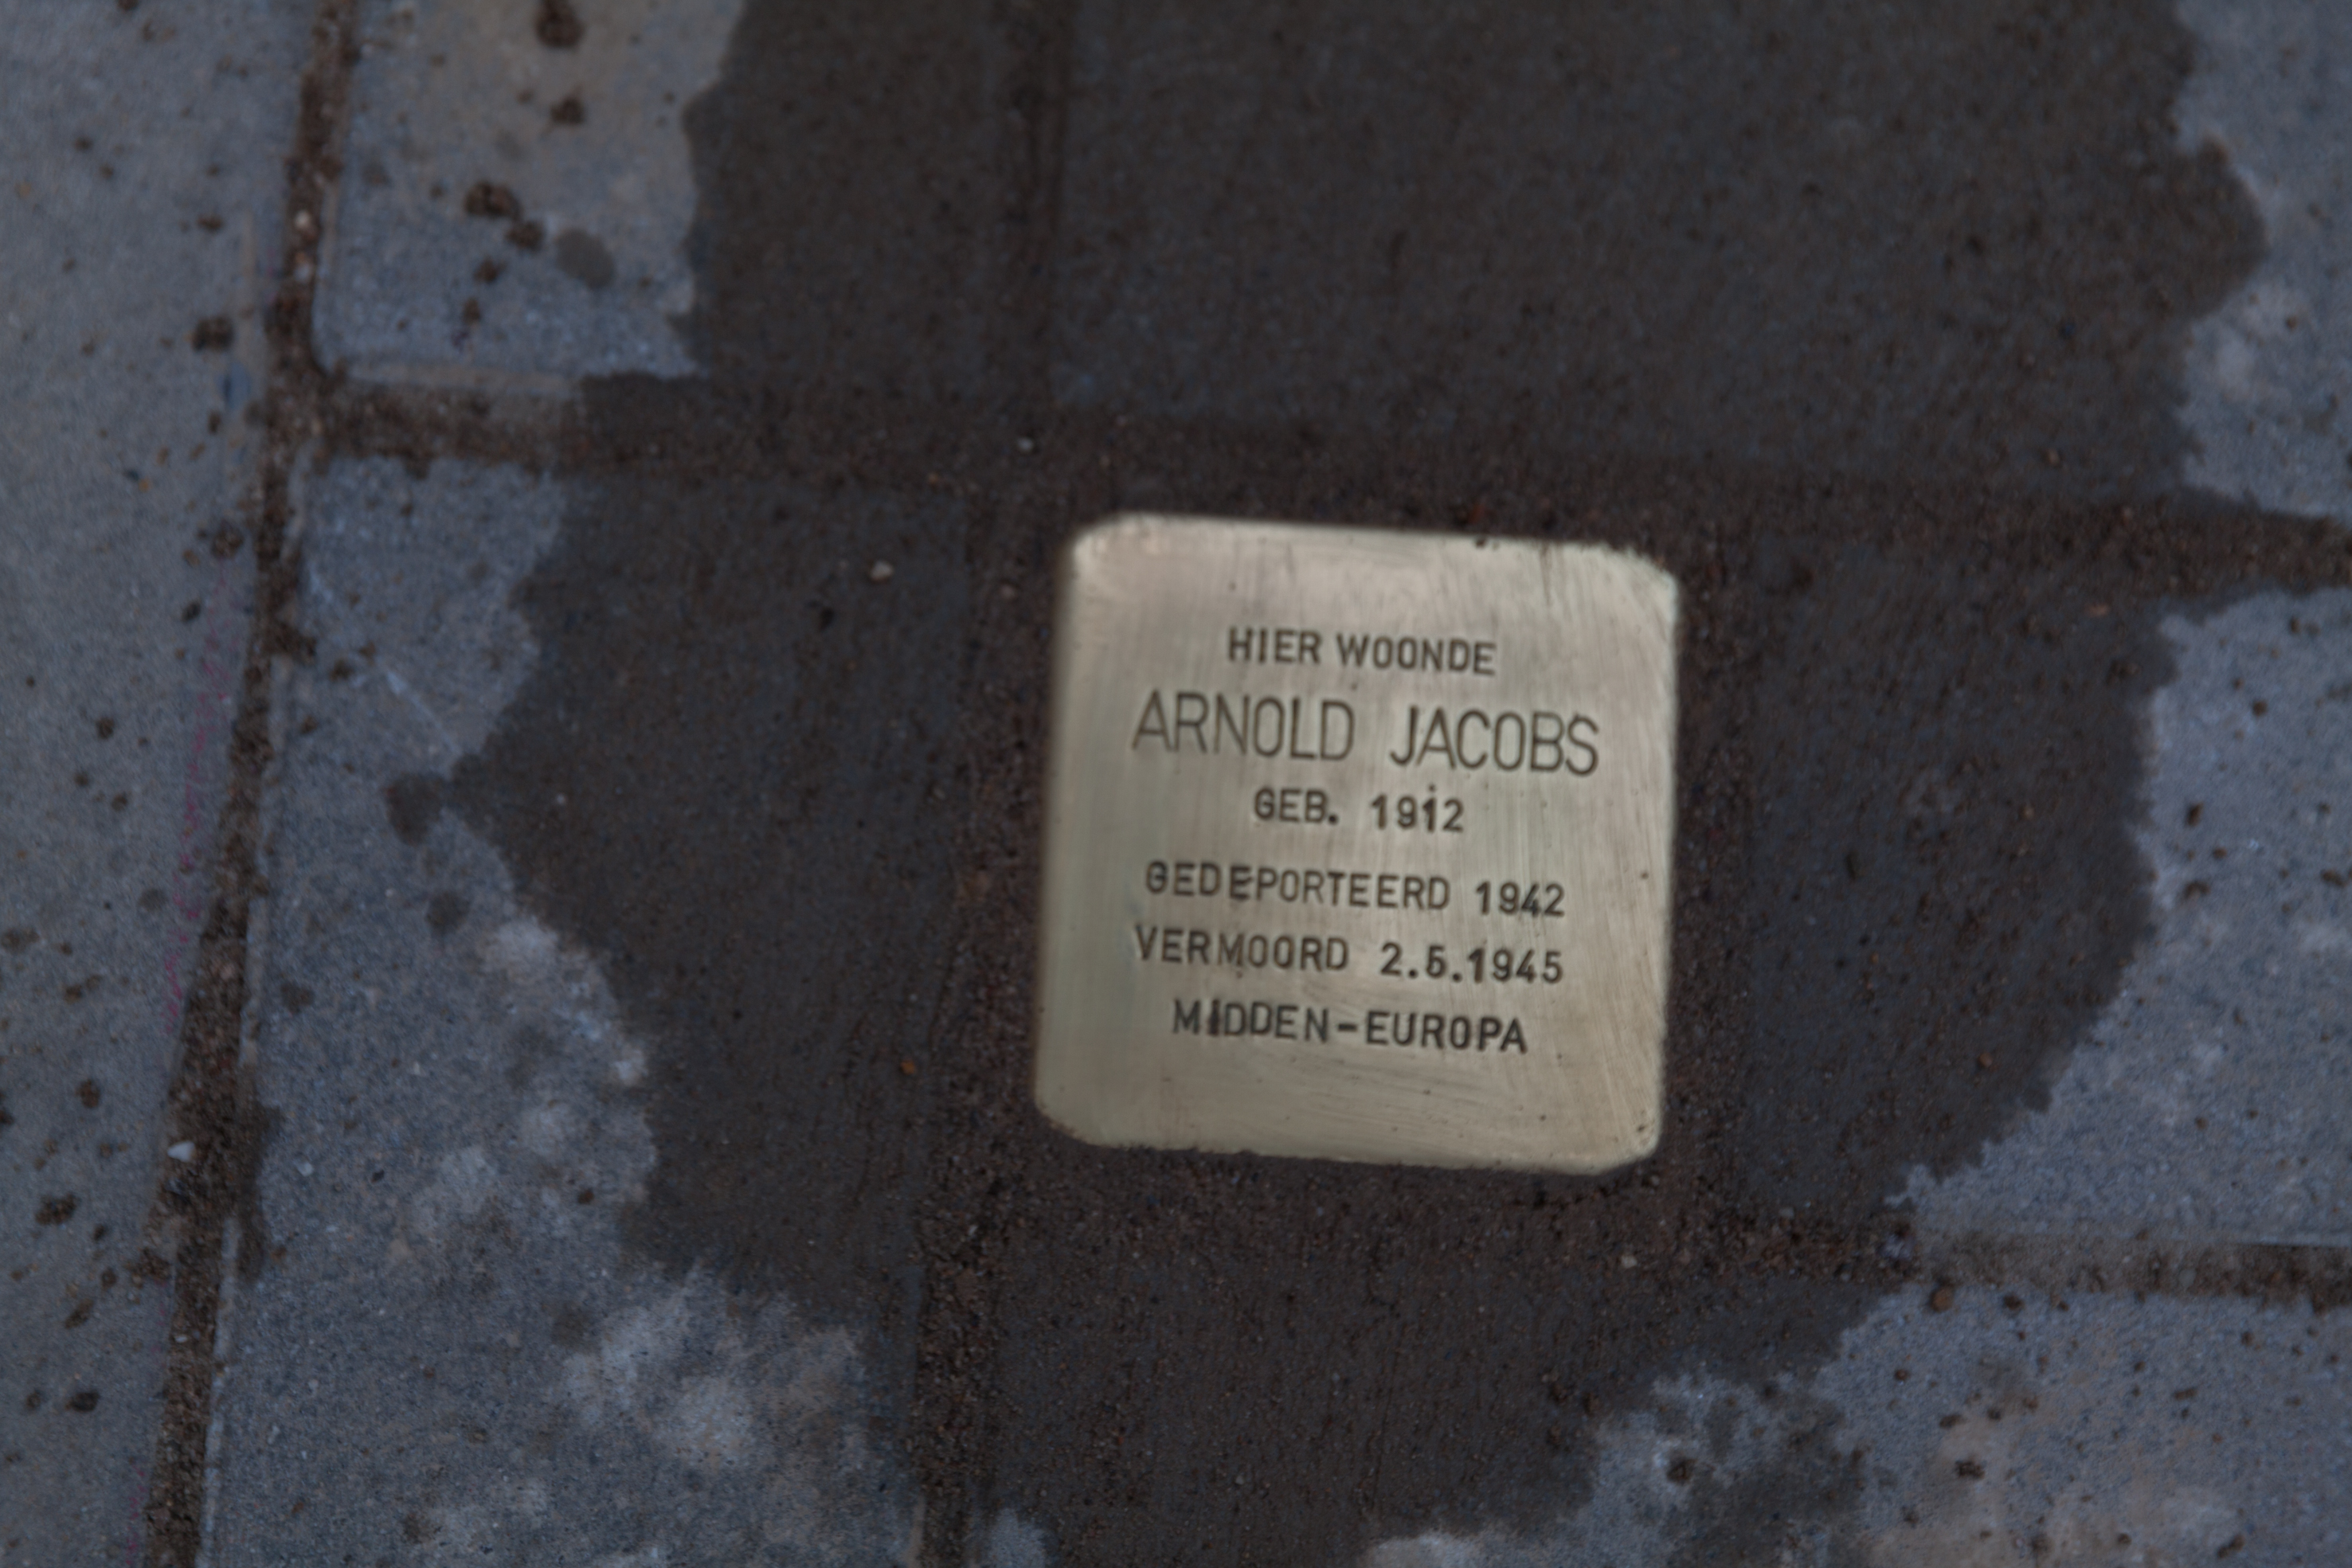 HIER WOONDE
ARNOLD JACOBS
GEB. 1912
GEDEPORTEERD 1942
VERMOORD 2.5.1945
MIDDEN-EUROPA